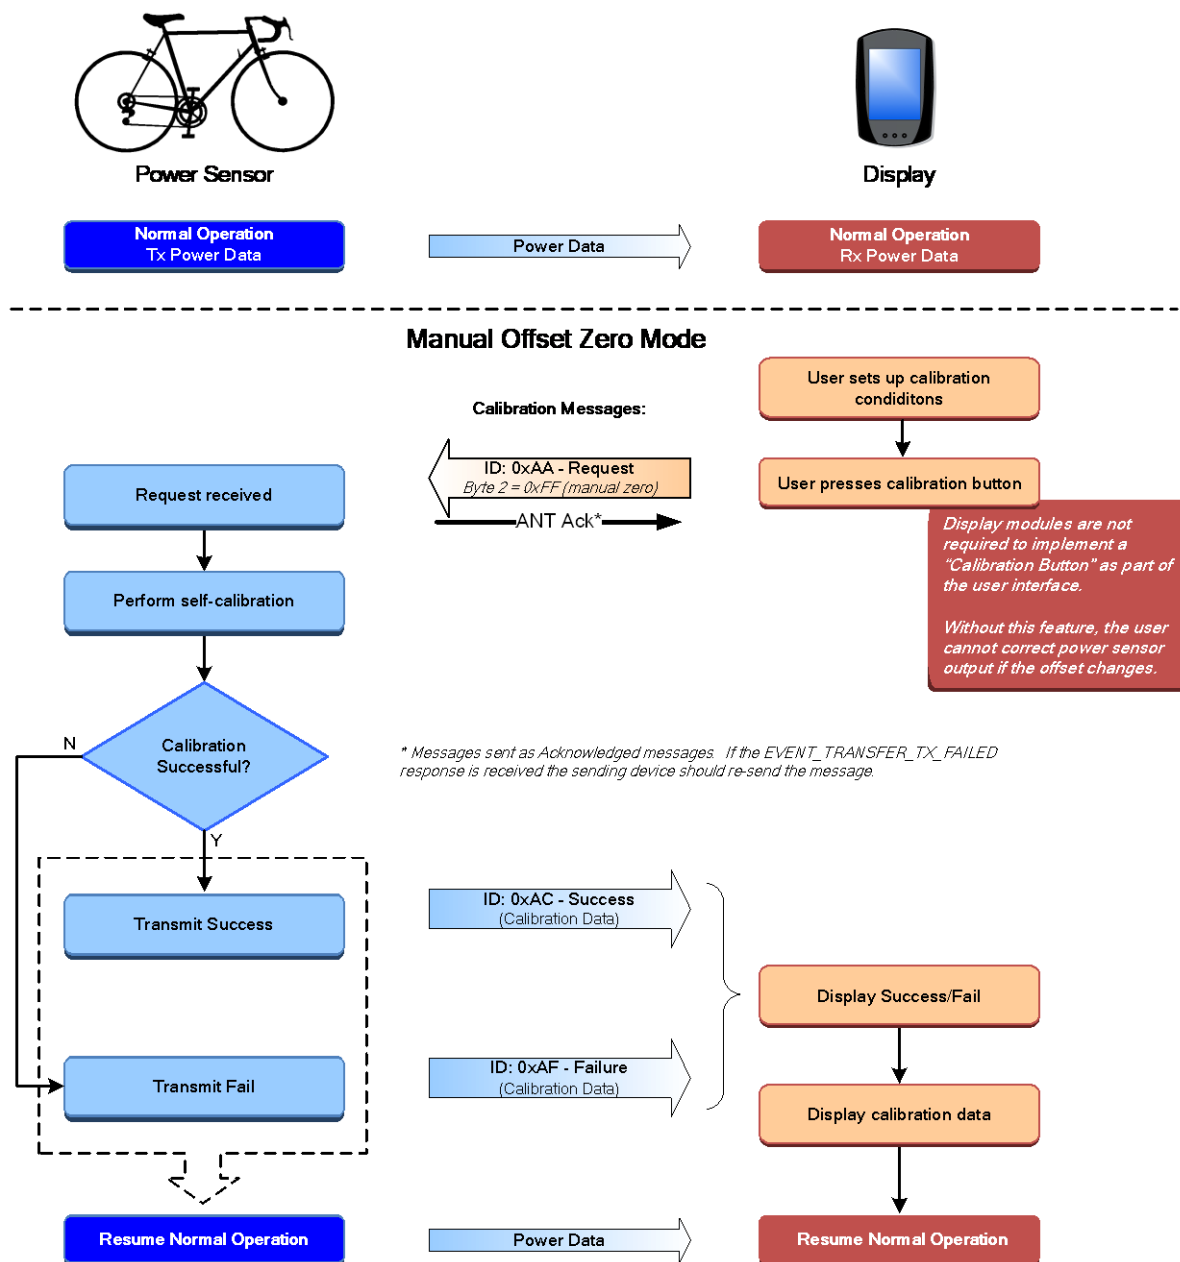 Power Sensor
Display
Normal Operation
Tx Power Data
Power Data
Normal Operation
Rx Power Data
Manual Offset Zero Mode
User sets up calibration
condiditons
Calibration Messages:
ID: 0xAA - Request
Byte 2 = 0xFF (manual zero)
User presses calibration button
Request received
ANT Ack*
Display modules are not
required to implement a
"Calibration Button" as part of
the user interface.
Without this feature, the user
cannot correct power sensor
output if the offset changes.
Perform self-calibration
N
Calibration
Successful?
* Messages sent as Acknowledged messages. If the EVENT_TRANSFER_TX_FAILED
response is received the sending device should re-send the message.
Y
Transmit Success
ID: 0xAC - Success
(Calibration Data)
Display Success/Fail
Transmit Fail
ID: 0xAF - Failure
(Calibration Data)
Display calibration data
Resume Normal Operation
Power Data
Resume Normal Operation